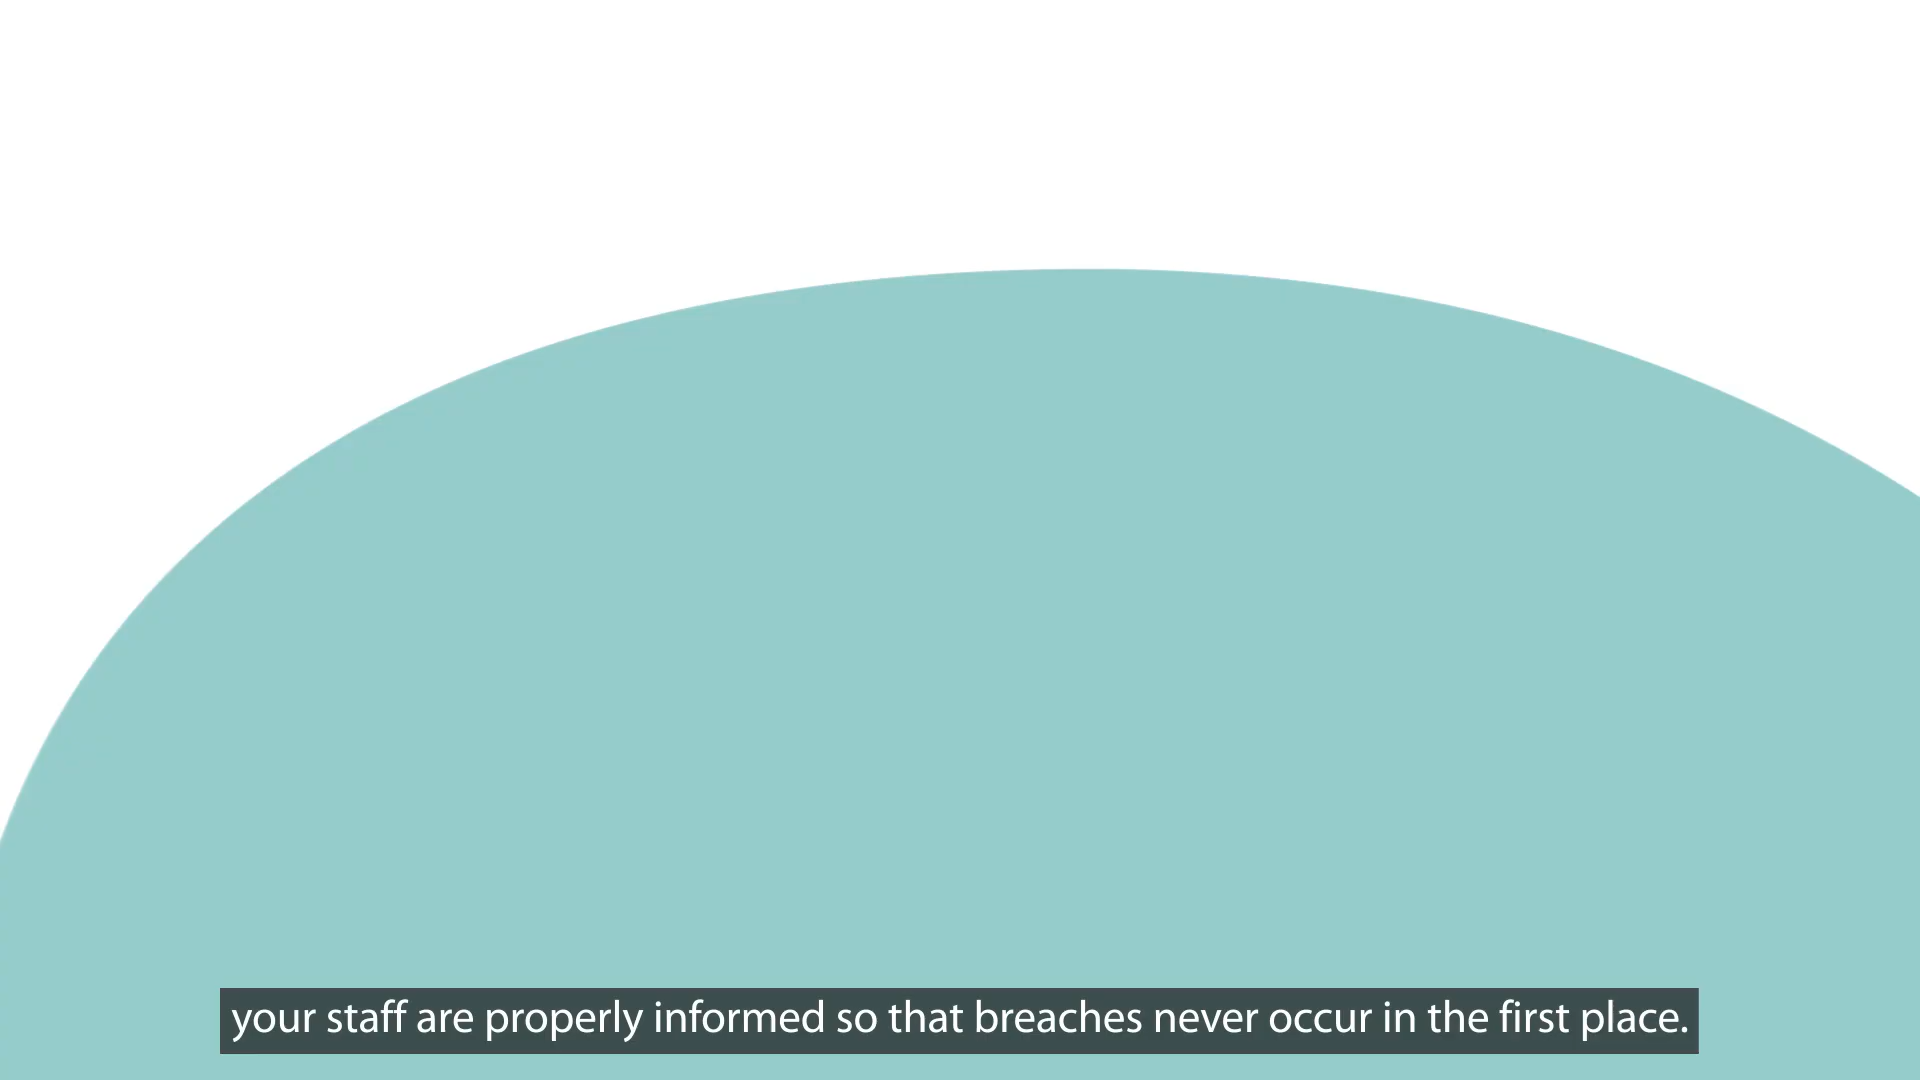 your staff are properly informed so that breaches never occur in the first place.